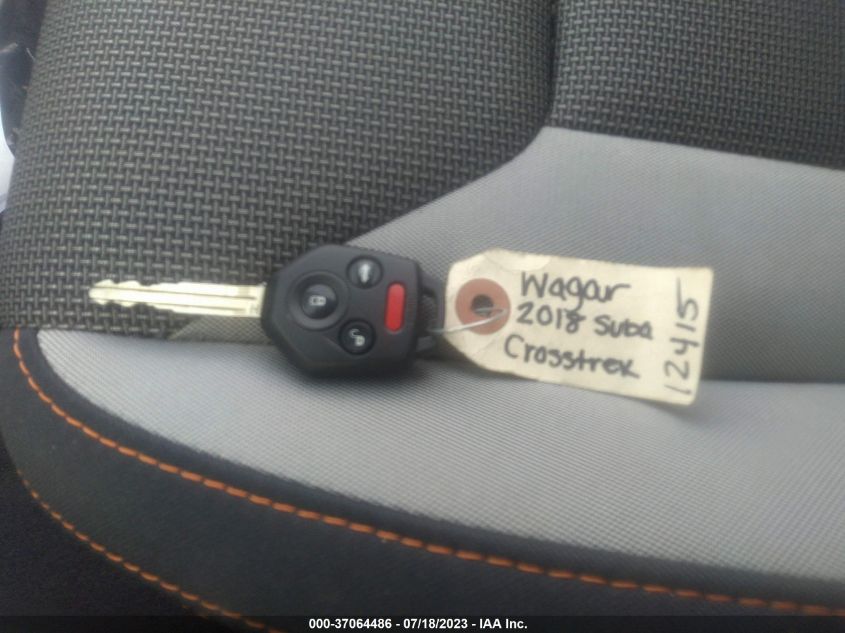 Wagar
2018 Suba
Crosstrek
12415
000-37064486 - 07/18/2023 - IAA Inc.